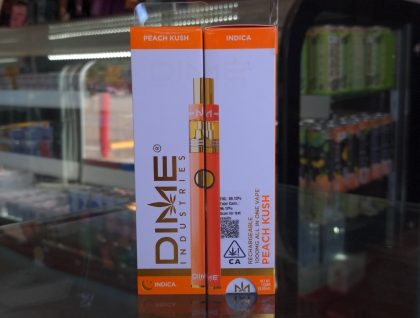 PEACH KUSH
INDICA
DIME®
INDUSTRIES
RECHARGEABLE
1000MG ALL IN ONE VAPE
PEACH KUSH
CA
INDICA
DIME